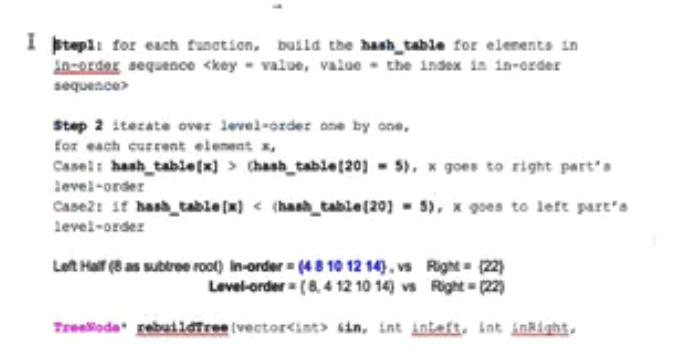 Step1: for each function, build the hash_table for elements in
in-order sequence <key = value, value = the index in in-order
sequence>
Step 2 iterate over level-order one by one,
for each current element x,
Case1: hash_table[x] > (hash_table[20] = 5), x goes to right part's
level-order
Case2: if hash_table[x] < (hash_table[20] = 5), x goes to left part's
level-order
Left Half (8 as subtree root) In-order = {4 8 10 12 14}, vs Right = {22}
Level-order = { 8, 4 12 10 14} vs Right = {22}
TreeNode* rebuildTree(vector<int> &in, int inLeft, int inRight,